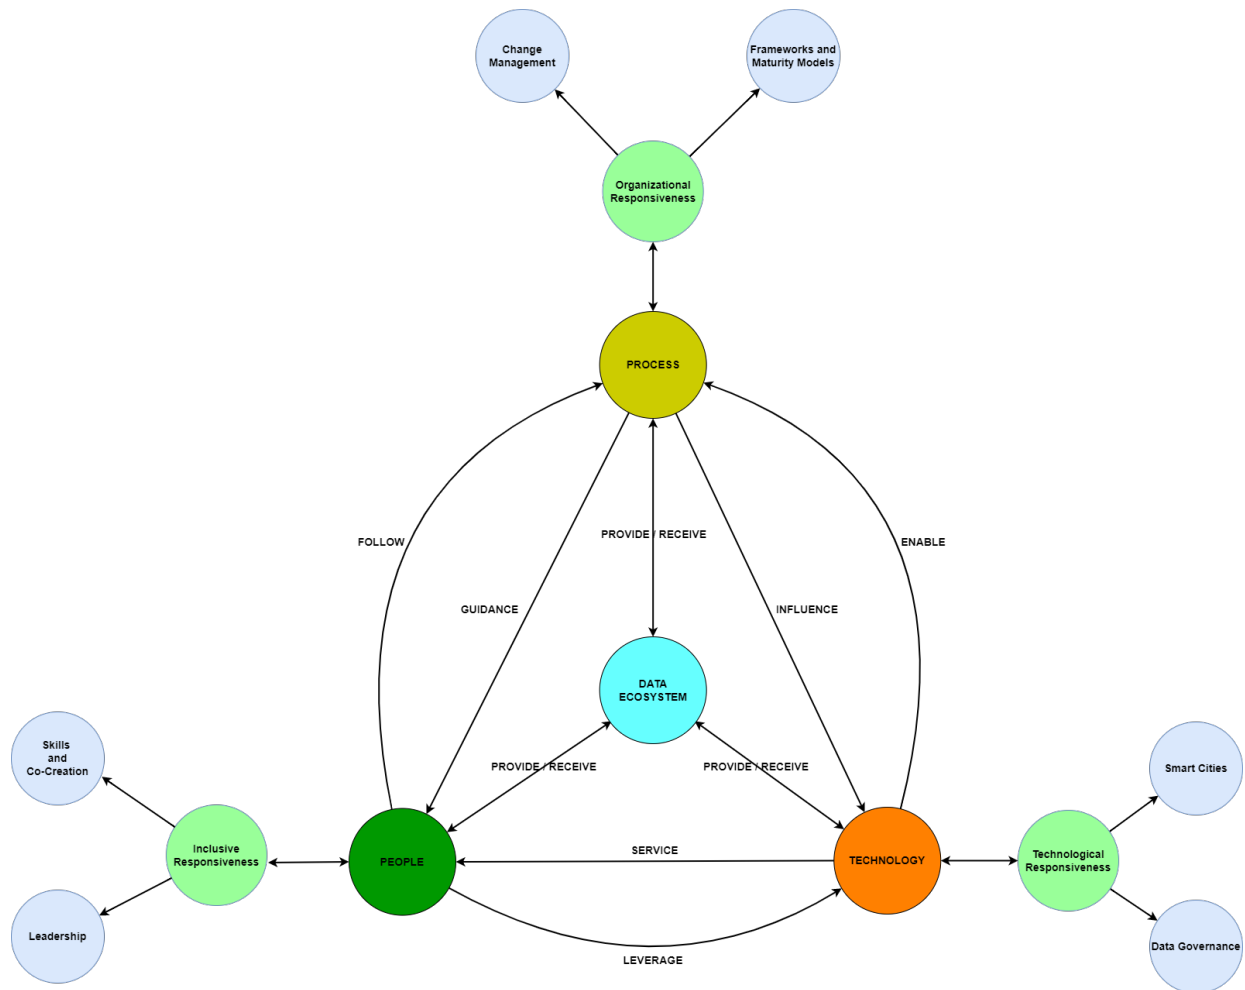 Change
Management
Frameworks and
Maturity Models
Organizational
Responsiveness
PROCESS
PROVIDE / RECEIVE
FOLLOW
ENABLE
GUIDANCE
INFLUENCE
DATA
ECOSYSTEM
Skills
and
Co-Creation
PROVIDE / RECEIVE
PROVIDE / RECEIVE
Smart Cities
Inclusive
Responsiveness
PEOPLE
SERVICE
TECHNOLOGY
Technological
Responsiveness
Leadership
LEVERAGE
Data Governance